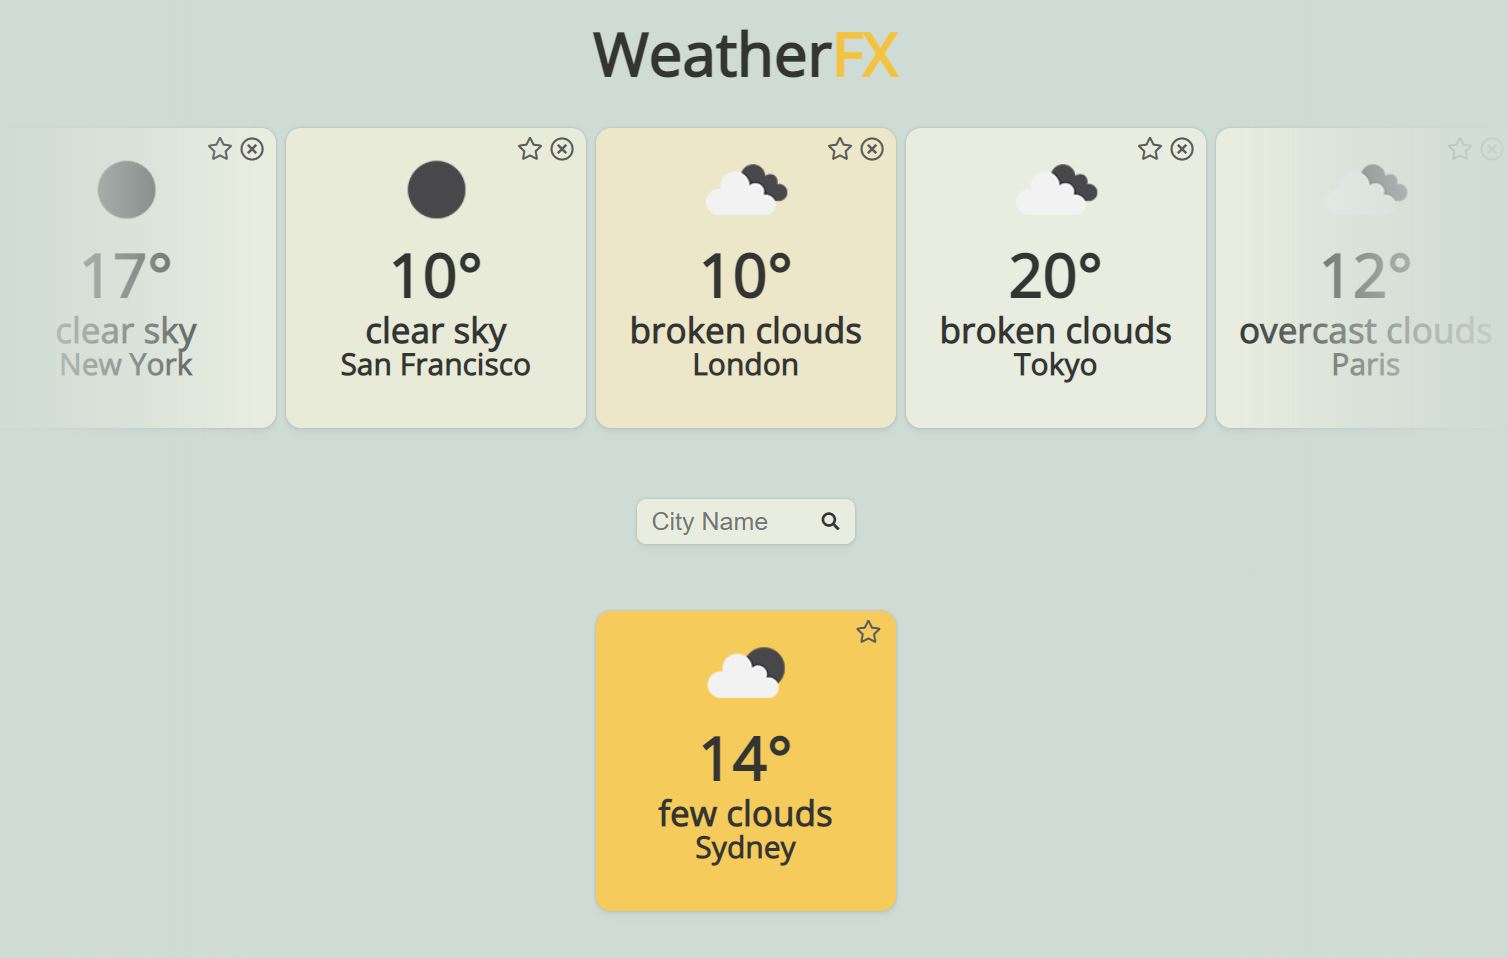 WeatherFX
17°
clear sky
New York
10°
clear sky
San Francisco
10°
broken clouds
London
20°
broken clouds
Tokyo
12°
overcast clouds
Paris
City Name
14°
few clouds
Sydney